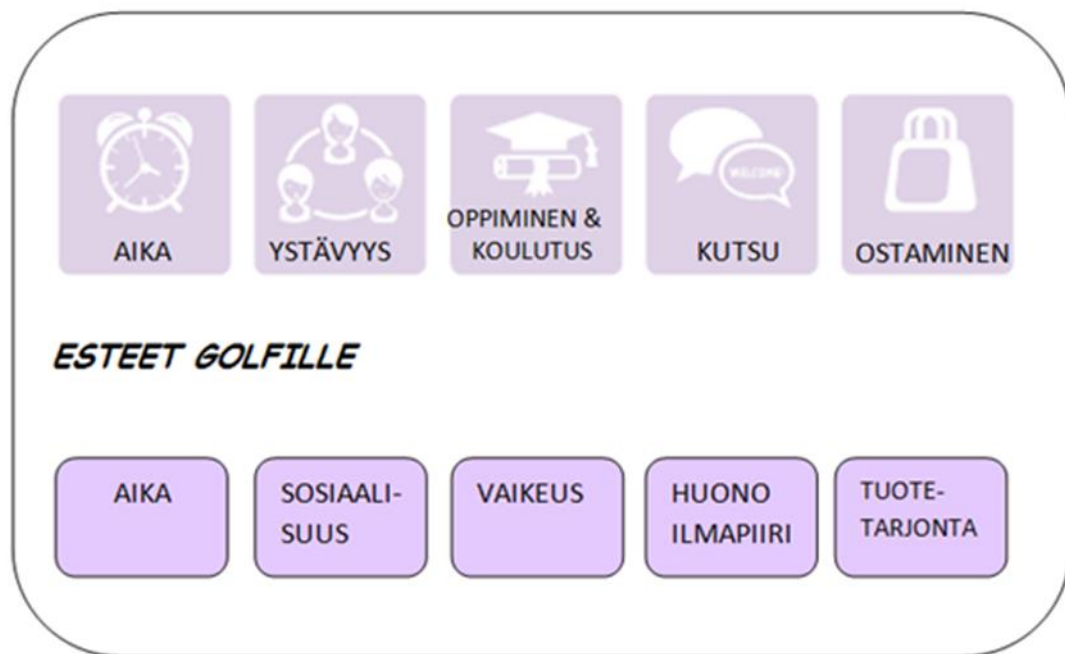 WELCOME!
AIKA
YSTÄVYYS
OPPIMINEN &
KOULUTUS
KUTSU
OSTAMINEN
ESTEET GOLFILLE
AIKA
SOSIAALI-
SUUS
VAIKEUS
HUONO
ILMAPIIRI
TUOTE-
TARJONTA